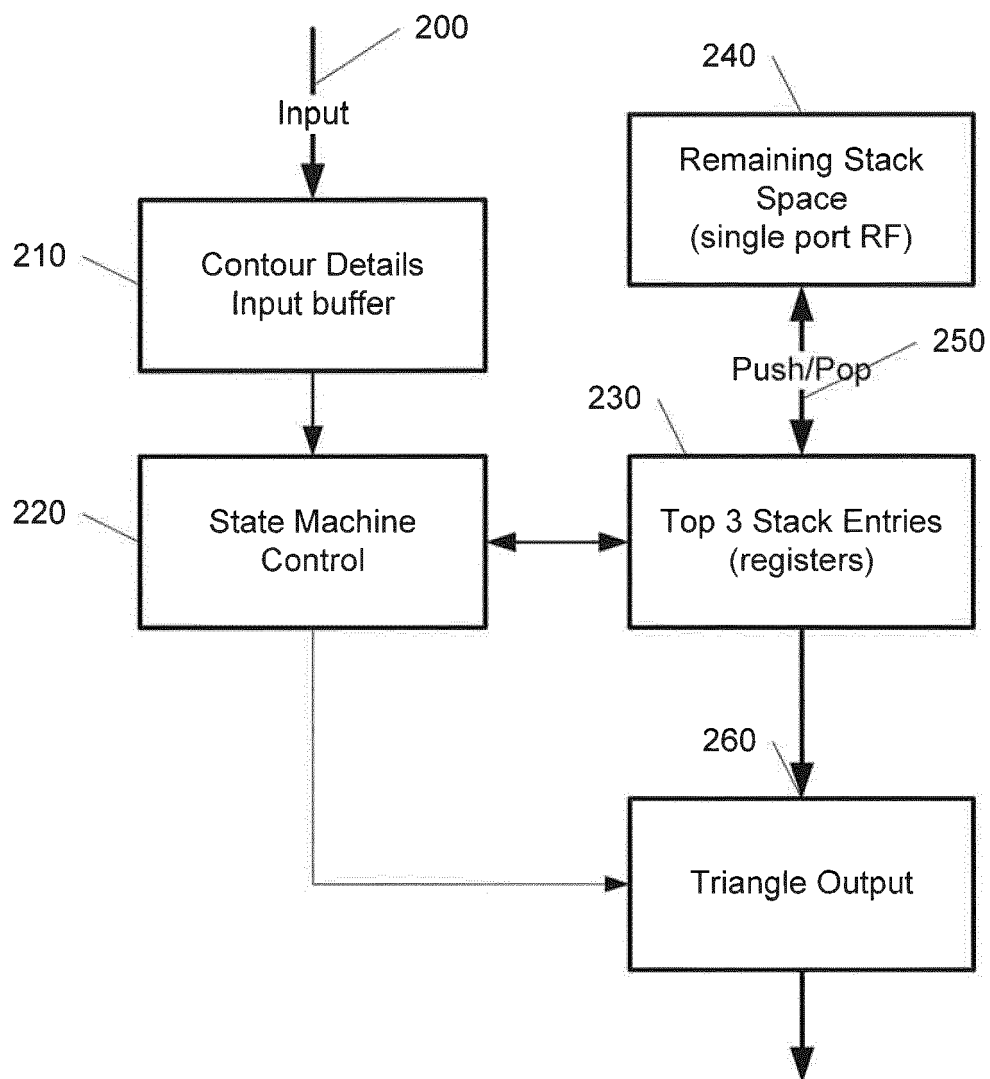 200
Input
240
Remaining Stack
Space
(single port RF)
210
Contour Details
Input buffer
250
Push/Pop
230
220
State Machine
Control
Top 3 Stack Entries
(registers)
260
Triangle Output